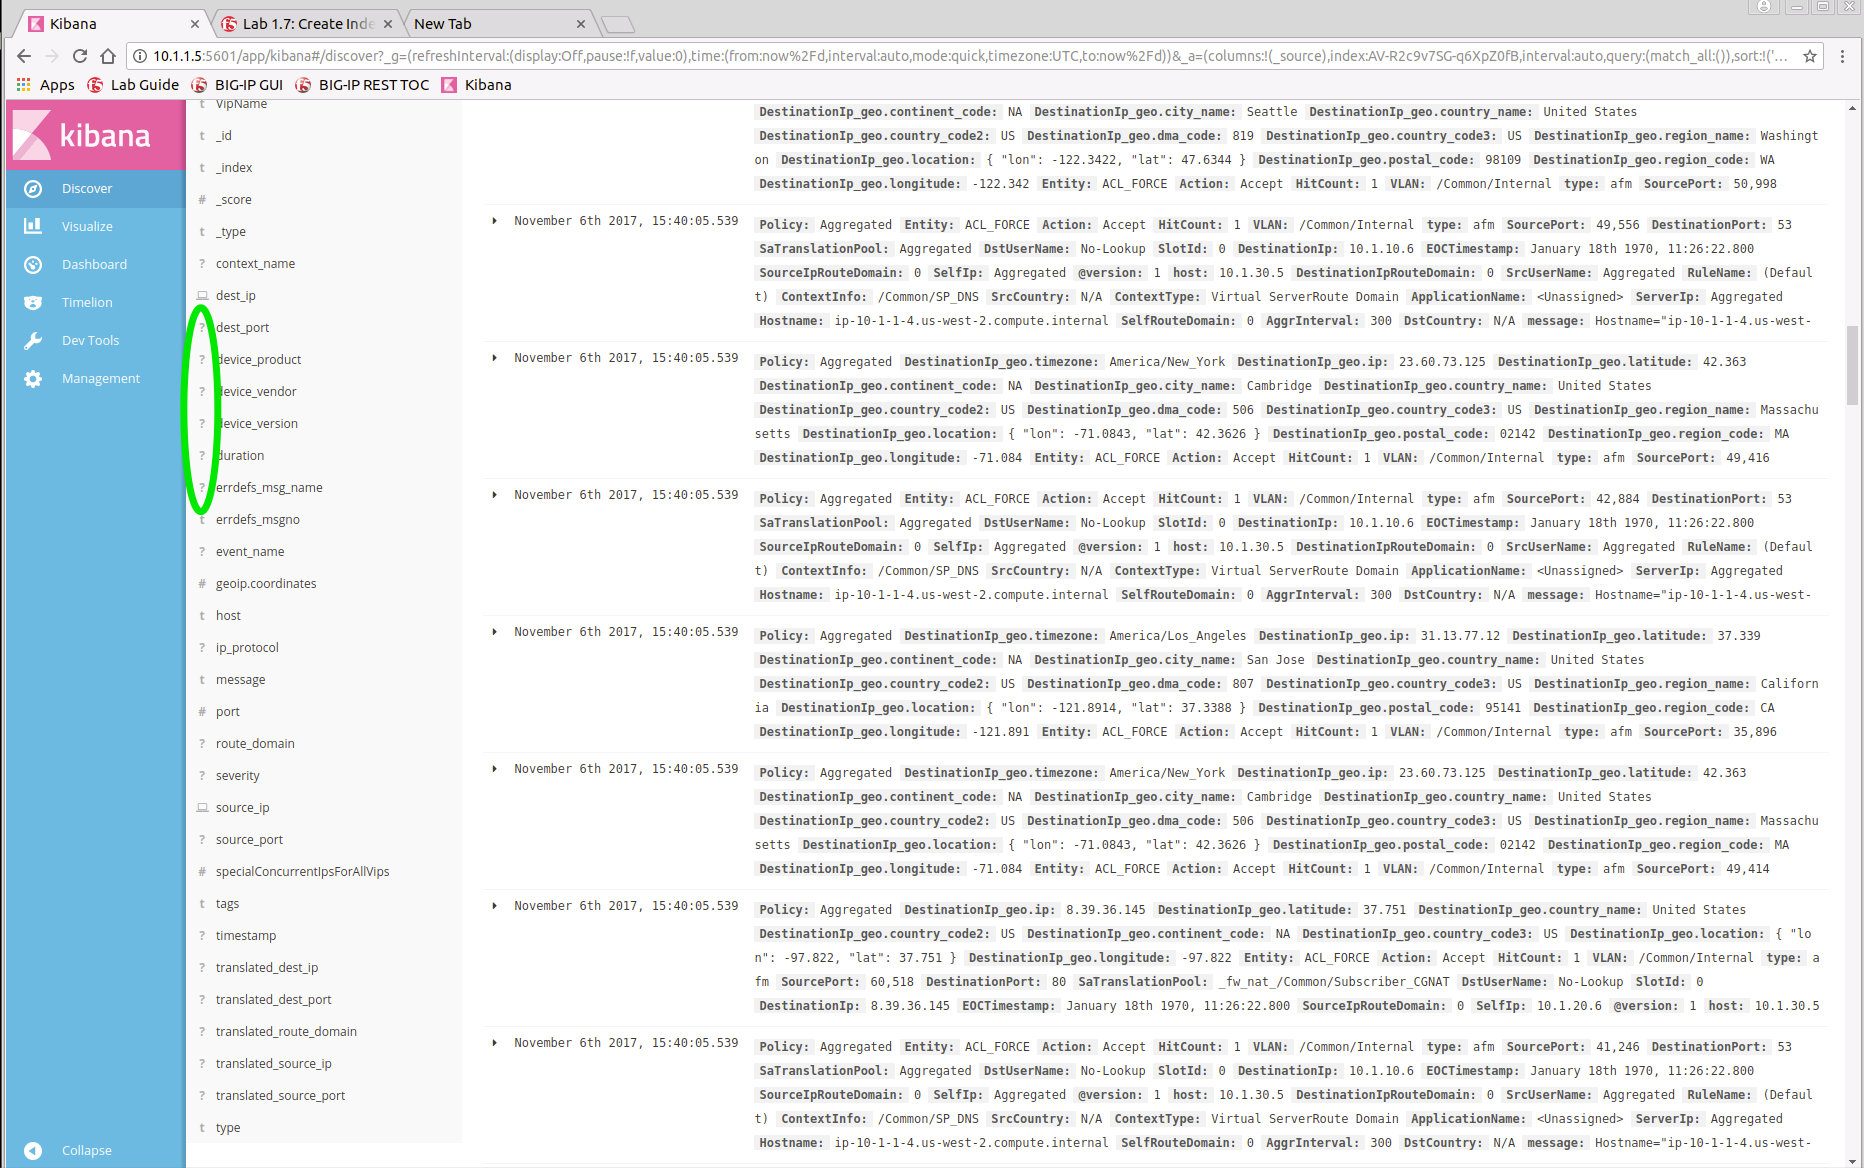 Kibana
Lab 1.7: Create Inde
New Tab
10.1.1.5:5601/app/kibana#/discover?_g=(refreshInterval:(display:Off,pause:!f,value:0),time:(from:now%2Fd,interval:auto,mode:quick,timezone:UTC,to:now%2Fd))&_a=(columns:!(_source),index:AV-R2c9v7SG-q6XpZ0fB,interval:auto,query:(match_all:()),sort:!('...
Apps Lab Guide BIG-IP GUI BIG-IP REST TOC Kibana
kibana
Discover
Visualize
Dashboard
Timelion
Dev Tools
Management
Collapse
t VipName
t _id
t _index
# _score
t _type
? context_name
dest_ip
? dest_port
? device_product
? device_vendor
? device_version
? duration
? errdefs_msg_name
t errdefs_msgno
? event_name
# geoip.coordinates
t host
? ip_protocol
t message
# port
? route_domain
? severity
source_ip
? source_port
# specialConcurrentIpsForAllVips
t tags
? timestamp
? translated_dest_ip
? translated_dest_port
? translated_route_domain
? translated_source_ip
? translated_source_port
t type
DestinationIp_geo.continent_code: NA DestinationIp_geo.city_name: Seattle DestinationIp_geo.country_name: United States
DestinationIp_geo.country_code2: US DestinationIp_geo.dma_code: 819 DestinationIp_geo.country_code3: US DestinationIp_geo.region_name: Washingt
on DestinationIp_geo.location: { "lon": -122.3422, "lat": 47.6344 } DestinationIp_geo.postal_code: 98109 DestinationIp_geo.region_code: WA
DestinationIp_geo.longitude: -122.342 Entity: ACL_FORCE Action: Accept HitCount: 1 VLAN: /Common/Internal type: afm SourcePort: 50,998
November 6th 2017, 15:40:05.539 Policy: Aggregated Entity: ACL_FORCE Action: Accept HitCount: 1 VLAN: /Common/Internal type: afm SourcePort: 49,556 DestinationPort: 53
SaTranslationPool: Aggregated DstUserName: No-Lookup SlotId: 0 DestinationIp: 10.1.10.6 EOCTimestamp: January 18th 1970, 11:26:22.800
SourceIpRouteDomain: 0 SelfIp: Aggregated @version: 1 host: 10.1.30.5 DestinationIpRouteDomain: 0 SrcUserName: Aggregated RuleName: (Defaul
t) ContextInfo: /Common/SP_DNS SrcCountry: N/A ContextType: Virtual ServerRoute Domain ApplicationName: <Unassigned> ServerIp: Aggregated
Hostname: ip-10-1-1-4.us-west-2.compute.internal SelfRouteDomain: 0 AggrInterval: 300 DstCountry: N/A message: Hostname="ip-10-1-1-4.us-west-
November 6th 2017, 15:40:05.539 Policy: Aggregated DestinationIp_geo.timezone: America/New_York DestinationIp_geo.ip: 23.60.73.125 DestinationIp_geo.latitude: 42.363
DestinationIp_geo.continent_code: NA DestinationIp_geo.city_name: Cambridge DestinationIp_geo.country_name: United States
DestinationIp_geo.country_code2: US DestinationIp_geo.dma_code: 506 DestinationIp_geo.country_code3: US DestinationIp_geo.region_name: Massachu
setts DestinationIp_geo.location: { "lon": -71.0843, "lat": 42.3626 } DestinationIp_geo.postal_code: 02142 DestinationIp_geo.region_code: MA
DestinationIp_geo.longitude: -71.084 Entity: ACL_FORCE Action: Accept HitCount: 1 VLAN: /Common/Internal type: afm SourcePort: 49,416
November 6th 2017, 15:40:05.539 Policy: Aggregated Entity: ACL_FORCE Action: Accept HitCount: 1 VLAN: /Common/Internal type: afm SourcePort: 42,884 DestinationPort: 53
SaTranslationPool: Aggregated DstUserName: No-Lookup SlotId: 0 DestinationIp: 10.1.10.6 EOCTimestamp: January 18th 1970, 11:26:22.800
SourceIpRouteDomain: 0 SelfIp: Aggregated @version: 1 host: 10.1.30.5 DestinationIpRouteDomain: 0 SrcUserName: Aggregated RuleName: (Defaul
t) ContextInfo: /Common/SP_DNS SrcCountry: N/A ContextType: Virtual ServerRoute Domain ApplicationName: <Unassigned> ServerIp: Aggregated
Hostname: ip-10-1-1-4.us-west-2.compute.internal SelfRouteDomain: 0 AggrInterval: 300 DstCountry: N/A message: Hostname="ip-10-1-1-4.us-west-
November 6th 2017, 15:40:05.539 Policy: Aggregated DestinationIp_geo.timezone: America/Los_Angeles DestinationIp_geo.ip: 31.13.77.12 DestinationIp_geo.latitude: 37.339
DestinationIp_geo.continent_code: NA DestinationIp_geo.city_name: San Jose DestinationIp_geo.country_name: United States
DestinationIp_geo.country_code2: US DestinationIp_geo.dma_code: 807 DestinationIp_geo.country_code3: US DestinationIp_geo.region_name: Californ
ia DestinationIp_geo.location: { "lon": -121.8914, "lat": 37.3388 } DestinationIp_geo.postal_code: 95141 DestinationIp_geo.region_code: CA
DestinationIp_geo.longitude: -121.891 Entity: ACL_FORCE Action: Accept HitCount: 1 VLAN: /Common/Internal type: afm SourcePort: 35,896
November 6th 2017, 15:40:05.539 Policy: Aggregated DestinationIp_geo.timezone: America/New_York DestinationIp_geo.ip: 23.60.73.125 DestinationIp_geo.latitude: 42.363
DestinationIp_geo.continent_code: NA DestinationIp_geo.city_name: Cambridge DestinationIp_geo.country_name: United States
DestinationIp_geo.country_code2: US DestinationIp_geo.dma_code: 506 DestinationIp_geo.country_code3: US DestinationIp_geo.region_name: Massachu
setts DestinationIp_geo.location: { "lon": -71.0843, "lat": 42.3626 } DestinationIp_geo.postal_code: 02142 DestinationIp_geo.region_code: MA
DestinationIp_geo.longitude: -71.084 Entity: ACL_FORCE Action: Accept HitCount: 1 VLAN: /Common/Internal type: afm SourcePort: 49,414
November 6th 2017, 15:40:05.539 Policy: Aggregated DestinationIp_geo.ip: 8.39.36.145 DestinationIp_geo.latitude: 37.751 DestinationIp_geo.country_name: United States
DestinationIp_geo.country_code2: US DestinationIp_geo.continent_code: NA DestinationIp_geo.country_code3: US DestinationIp_geo.location: { "lo
n": -97.822, "lat": 37.751 } DestinationIp_geo.longitude: -97.822 Entity: ACL_FORCE Action: Accept HitCount: 1 VLAN: /Common/Internal type: a
fm SourcePort: 60,518 DestinationPort: 80 SaTranslationPool: _fw_nat_/Common/Subscriber_CGNAT DstUserName: No-Lookup SlotId: 0
DestinationIp: 8.39.36.145 EOCTimestamp: January 18th 1970, 11:26:22.800 SourceIpRouteDomain: 0 SelfIp: 10.1.20.6 @version: 1 host: 10.1.30.5
November 6th 2017, 15:40:05.539 Policy: Aggregated Entity: ACL_FORCE Action: Accept HitCount: 1 VLAN: /Common/Internal type: afm SourcePort: 41,246 DestinationPort: 53
SaTranslationPool: Aggregated DstUserName: No-Lookup SlotId: 0 DestinationIp: 10.1.10.6 EOCTimestamp: January 18th 1970, 11:26:22.800
SourceIpRouteDomain: 0 SelfIp: Aggregated @version: 1 host: 10.1.30.5 DestinationIpRouteDomain: 0 SrcUserName: Aggregated RuleName: (Defaul
t) ContextInfo: /Common/SP_DNS SrcCountry: N/A ContextType: Virtual ServerRoute Domain ApplicationName: <Unassigned> ServerIp: Aggregated
Hostname: ip-10-1-1-4.us-west-2.compute.internal SelfRouteDomain: 0 AggrInterval: 300 DstCountry: N/A message: Hostname="ip-10-1-1-4.us-west-